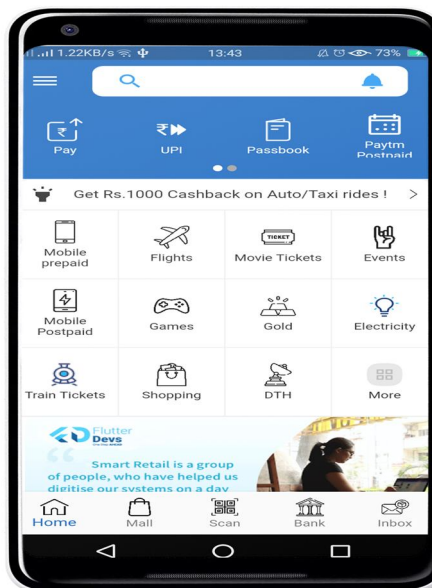 1.22KB/s 13:43 73%
Pay UPI Passbook Paytm
Postpaid
Get Rs.1000 Cashback on Auto/Taxi rides ! >
Mobile
prepaid
Flights
TICKET
Movie Tickets
Events
Mobile
Postpaid
Games
Gold
Electricity
Train Tickets
Shopping
DTH
More
Flutter
Devs
Smart Retail is a group
of people, who have helped us
digitise our systems on a day
Home Mall Scan Bank Inbox